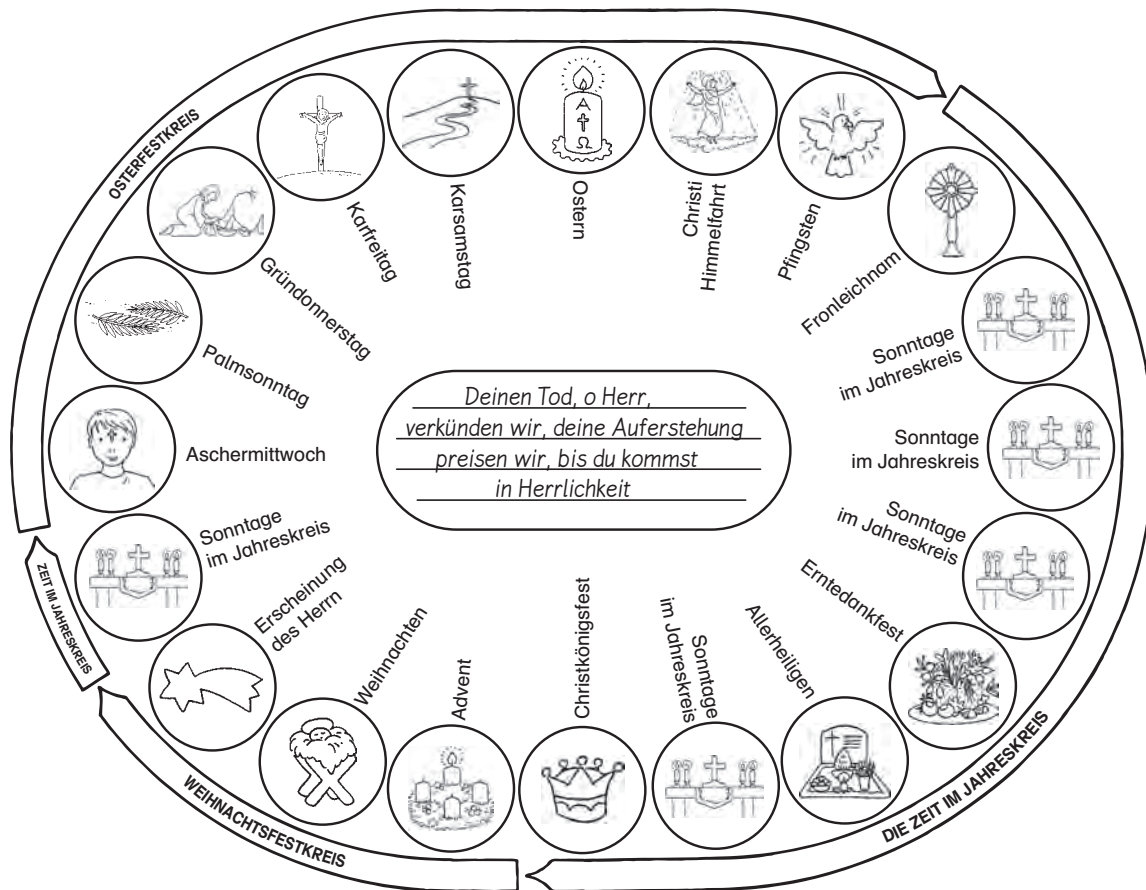 OSTERFESTKREIS
Karfreitag
Karsamstag
A
Ω
Ostern
Christi
Himmelfahrt
Pfingsten
Gründonnerstag
Fronleichnam
Palmsonntag
Sonntage
im Jahreskreis
Deinen Tod, o Herr,
verkünden wir, deine Auferstehung
preisen wir, bis du kommst
in Herrlichkeit
Aschermittwoch
Sonntage
im Jahreskreis
Sonntage
im Jahreskreis
Sonntage
im Jahreskreis
ZEIT IM JAHRESKREIS
Erscheinung
des Herrn
Weihnachten
Advent
Christkönigsfest
Sonntage
im Jahreskreis
Allerheiligen
Erntedankfest
WEIHNACHTSFESTKREIS
DIE ZEIT IM JAHRESKREIS